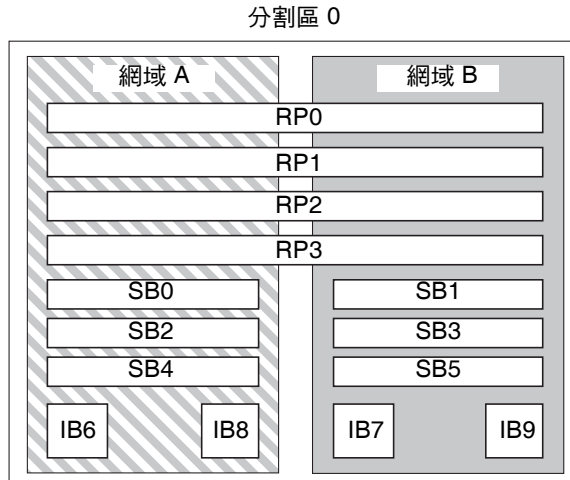 分割區 0
網域 A
網域 B
RP0
RP1
RP2
RP3
SB0
SB1
SB2
SB3
SB4
SB5
IB6
IB8
IB7
IB9